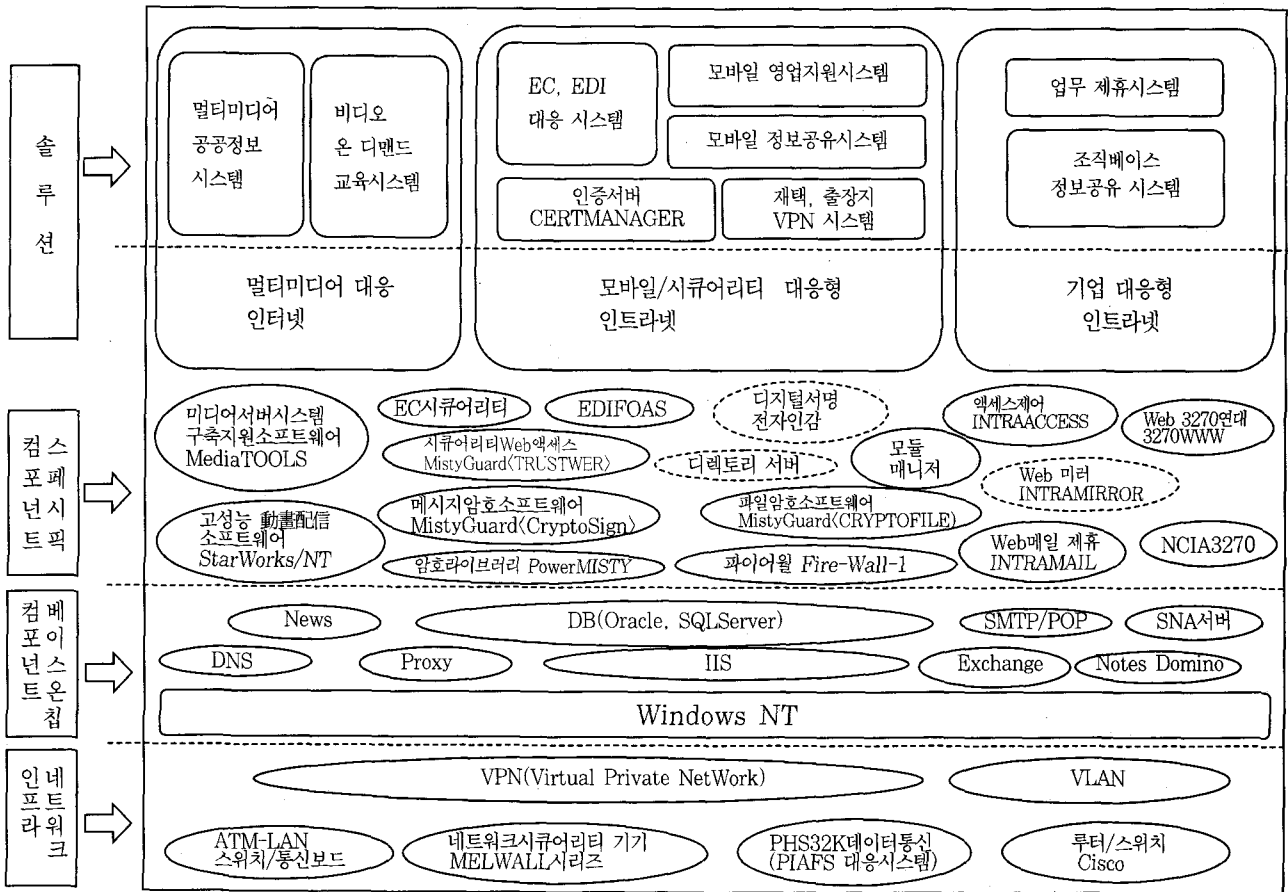 솔루션
멀티미디어
공공정보
시스템
비디오
온 디맨드
교육시스템
EC, EDI
대응 시스템
모바일 영업지원시스템
모바일 정보공유시스템
인증서버
CERTMANAGER
재택, 출장지
VPN 시스템
업무 제휴시스템
조직베이스
정보공유 시스템
멀티미디어 대응
인터넷
모바일/시큐어리티 대응형
인트라넷
기업 대응형
인트라넷
컴포넌트
스페시픽
미디어서버시스템
구축지원소프트웨어
MediaTOOLS
EC시큐어리티
EDIFOAS
디지털서명
전자인감
액세스제어
INTRAACCESS
Web 3270연대
3270WWW
시큐어리티Web액세스
MistyGuard〈TRUSTWER〉
디렉토리 서버
모듈
매니저
Web 미러
INTRAMIRROR
고성능 動畫配信
소프트웨어
StarWorks/NT
메시지암호소프트웨어
MistyGuard〈CryptoSign〉
파일암호소프트웨어
MistyGuard〈CRYPTOFILE〉
Web메일 제휴
INTRAMAIL
NCIA3270
암호라이브러리 PowerMISTY
파이어월 Fire-Wall-1
컴포넌트
베이스온칩
News
DB(Oracle, SQLServer)
SMTP/POP
SNA서버
DNS
Proxy
IIS
Exchange
Notes Domino
Windows NT
인프라
네트워크
VPN(Virtual Private NetWork)
VLAN
ATM-LAN
스위치/통신보드
네트워크시큐어리티 기기
MELWALL시리즈
PHS32K데이터통신
(PIAFS 대응시스템)
루터/스위치
Cisco